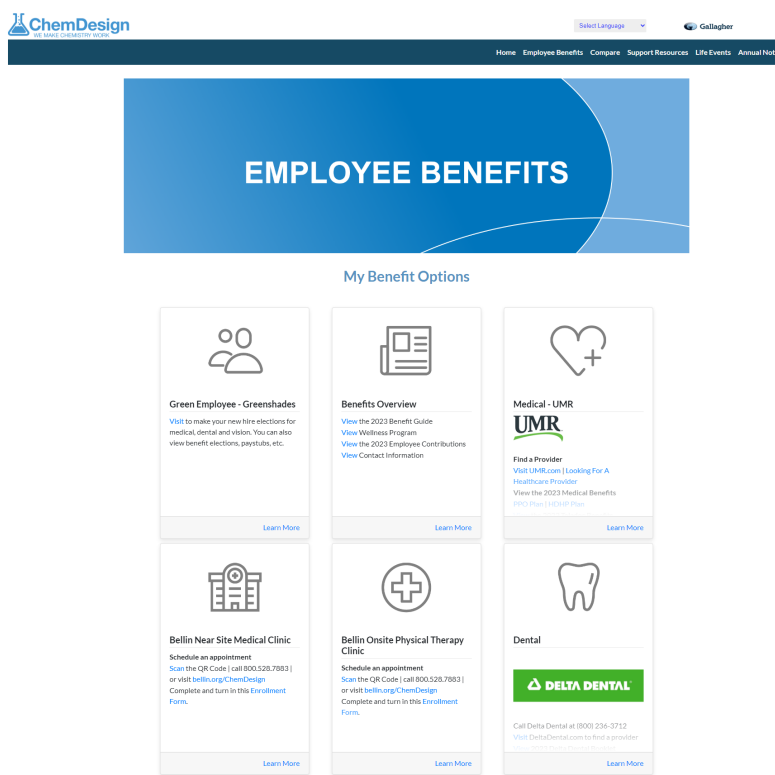 ChemDesign
WE MAKE CHEMISTRY WORK
Select Language
Gallagher
Home Employee Benefits Compare Support Resources Life Events Annual Not
EMPLOYEE BENEFITS
My Benefit Options
Green Employee - Greenshades
Visit to make your new hire elections for
medical, dental and vision. You can also
view benefit elections, paystubs, etc.
Learn More
Benefits Overview
View the 2023 Benefit Guide
View Wellness Program
View the 2023 Employee Contributions
View Contact Information
Learn More
Medical - UMR
UMR
Find a Provider
Visit UMR.com | Looking For A
Healthcare Provider
View the 2023 Medical Benefits
PPO Plan | HDHP Plan
Learn More
Bellin Near Site Medical Clinic
Schedule an appointment
Scan the QR Code | call 800.528.7883 |
or visit bellin.org/ChemDesign
Complete and turn in this Enrollment
Form.
Learn More
Bellin Onsite Physical Therapy
Clinic
Schedule an appointment
Scan the QR Code | call 800.528.7883 |
or visit bellin.org/ChemDesign
Complete and turn in this Enrollment
Form.
Learn More
Dental
DELTA DENTAL
Call Delta Dental at (800) 236-3712
Visit DeltaDental.com to find a provider
Learn More